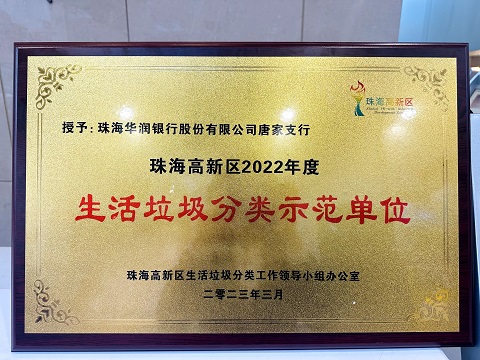 珠海高新区
授予：珠海华润银行股份有限公司唐家支行
珠海高新区2022年度
生活垃圾分类示范单位
珠海高新区生活垃圾分类工作领导小组办公室
二零二三年三月